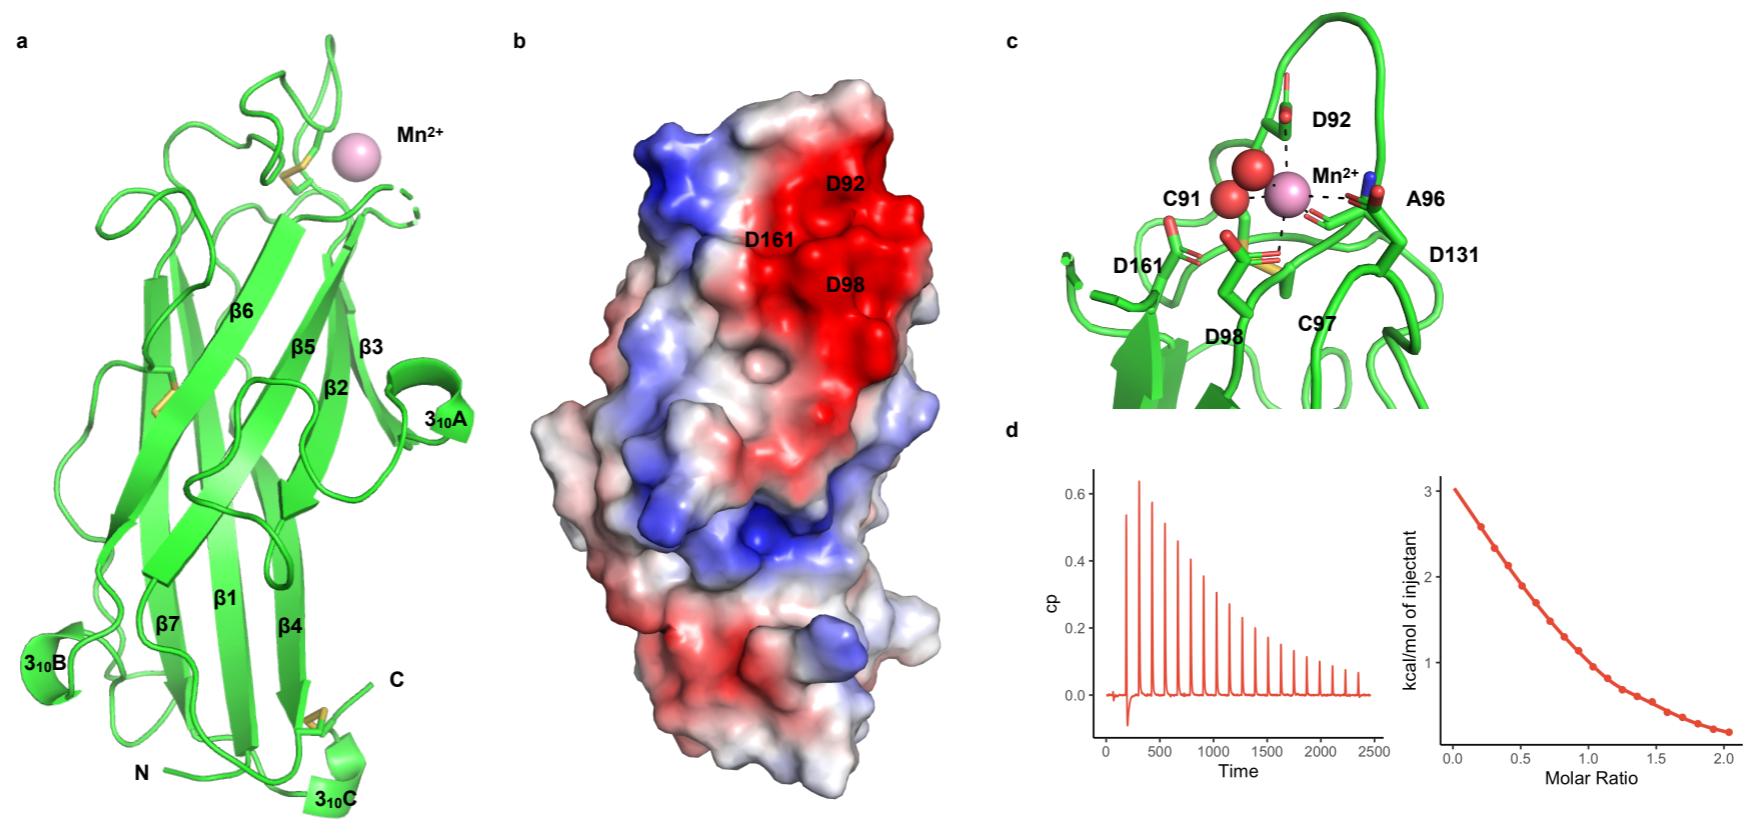 a
Mn²⁺
β6
β5
β3
β2
3₁₀A
β1
β7
β4
3₁₀B
C
N
3₁₀C
b
D92
D161
D98
c
D92
Mn²⁺
C91
A96
D161
D131
D98
C97
d
cp
0.6
0.4
0.2
0.0
0
500
1000
1500
2000
2500
Time
kcal/mol of injectant
3
2
1
0.0
0.5
1.0
1.5
2.0
Molar Ratio